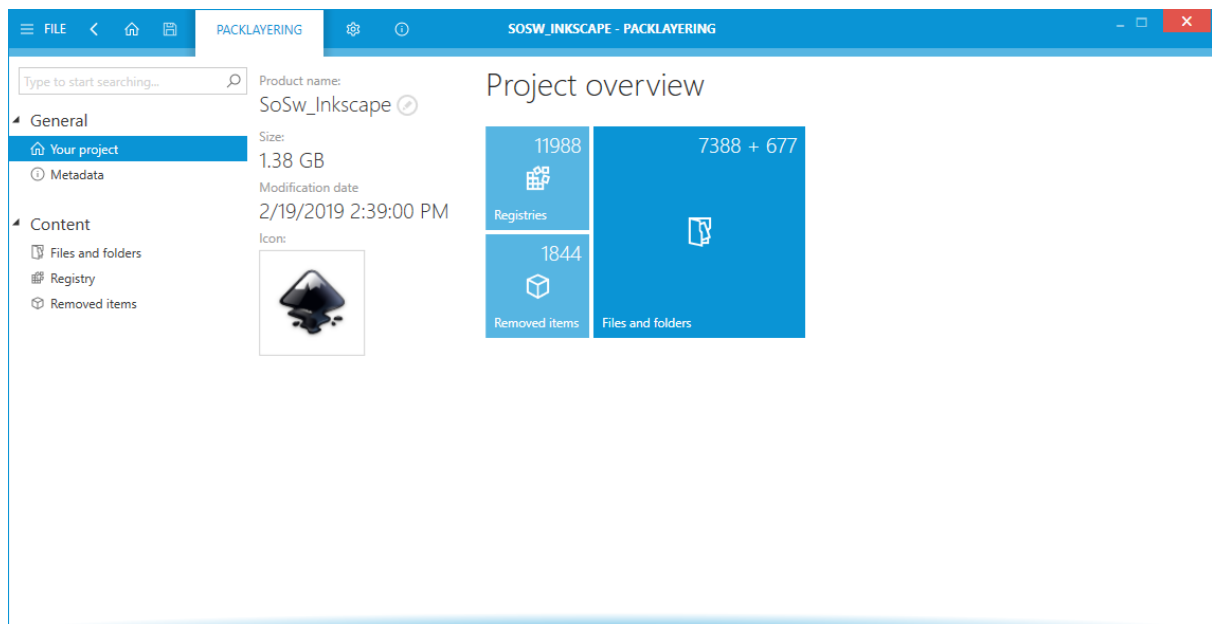 FILE
PACKLAYERING
SOSW_INKSCAPE - PACKLAYERING
Type to start searching...
General
Your project
Metadata
Content
Files and folders
Registry
Removed items
Product name:
SoSw_Inkscape
Size:
1.38 GB
Modification date
2/19/2019 2:39:00 PM
Icon:
Project overview
11988
Registries
7388 + 677
Files and folders
1844
Removed items